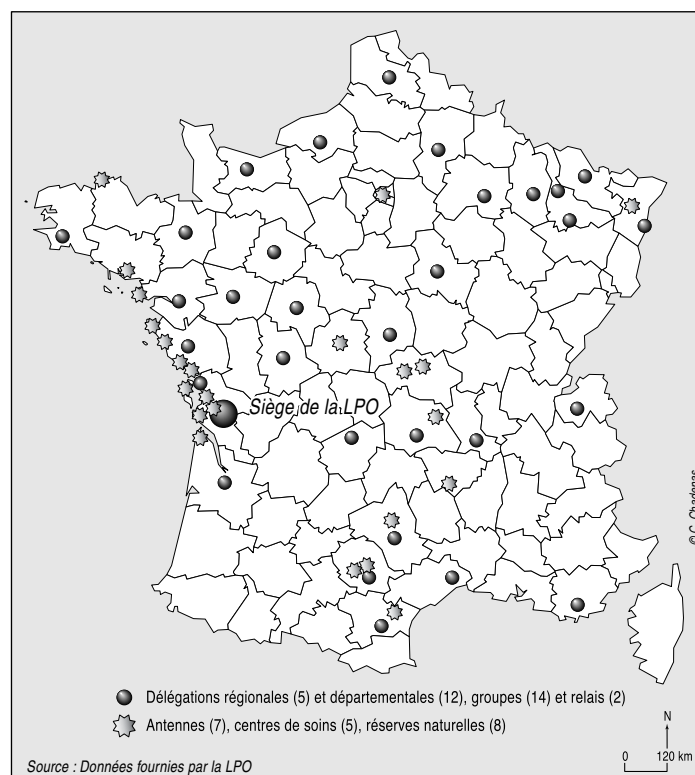 Siège de la LPO
© C. Chadenas
Délégations régionales (5) et départementales (12), groupes (14) et relais (2)
Antennes (7), centres de soins (5), réserves naturelles (8)
N
0 120 km
Source : Données fournies par la LPO